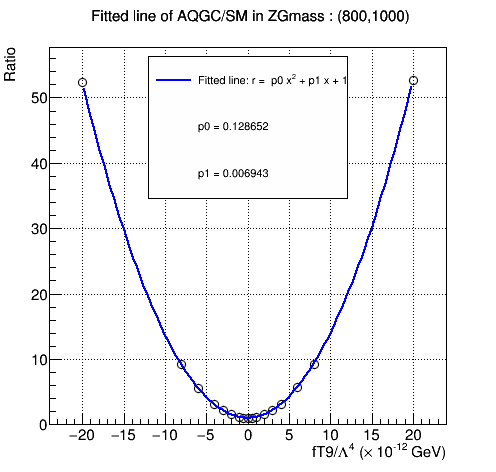 Fitted line of AQGC/SM in ZGmass : (800,1000)
Ratio
Fitted line: r = p0 x² + p1 x + 1
p0 = 0.128652
p1 = 0.006943
50
40
30
20
10
0
−20 −15 −10 −5 0 5 10 15 20
fT9/Λ⁴ (× 10⁻¹² GeV)